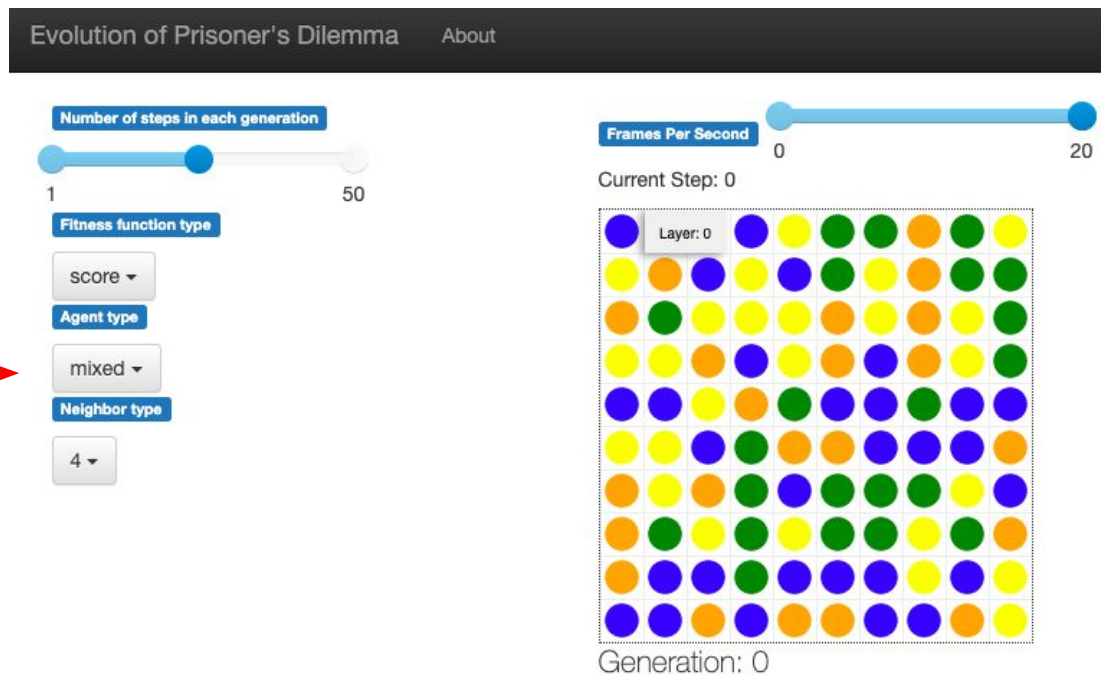 Evolution of Prisoner's Dilemma About
Number of steps in each generation
1 50
Fitness function type
score
Agent type
mixed
Neighbor type
4
Frames Per Second
0 20
Current Step: 0
Layer: 0
Generation: 0